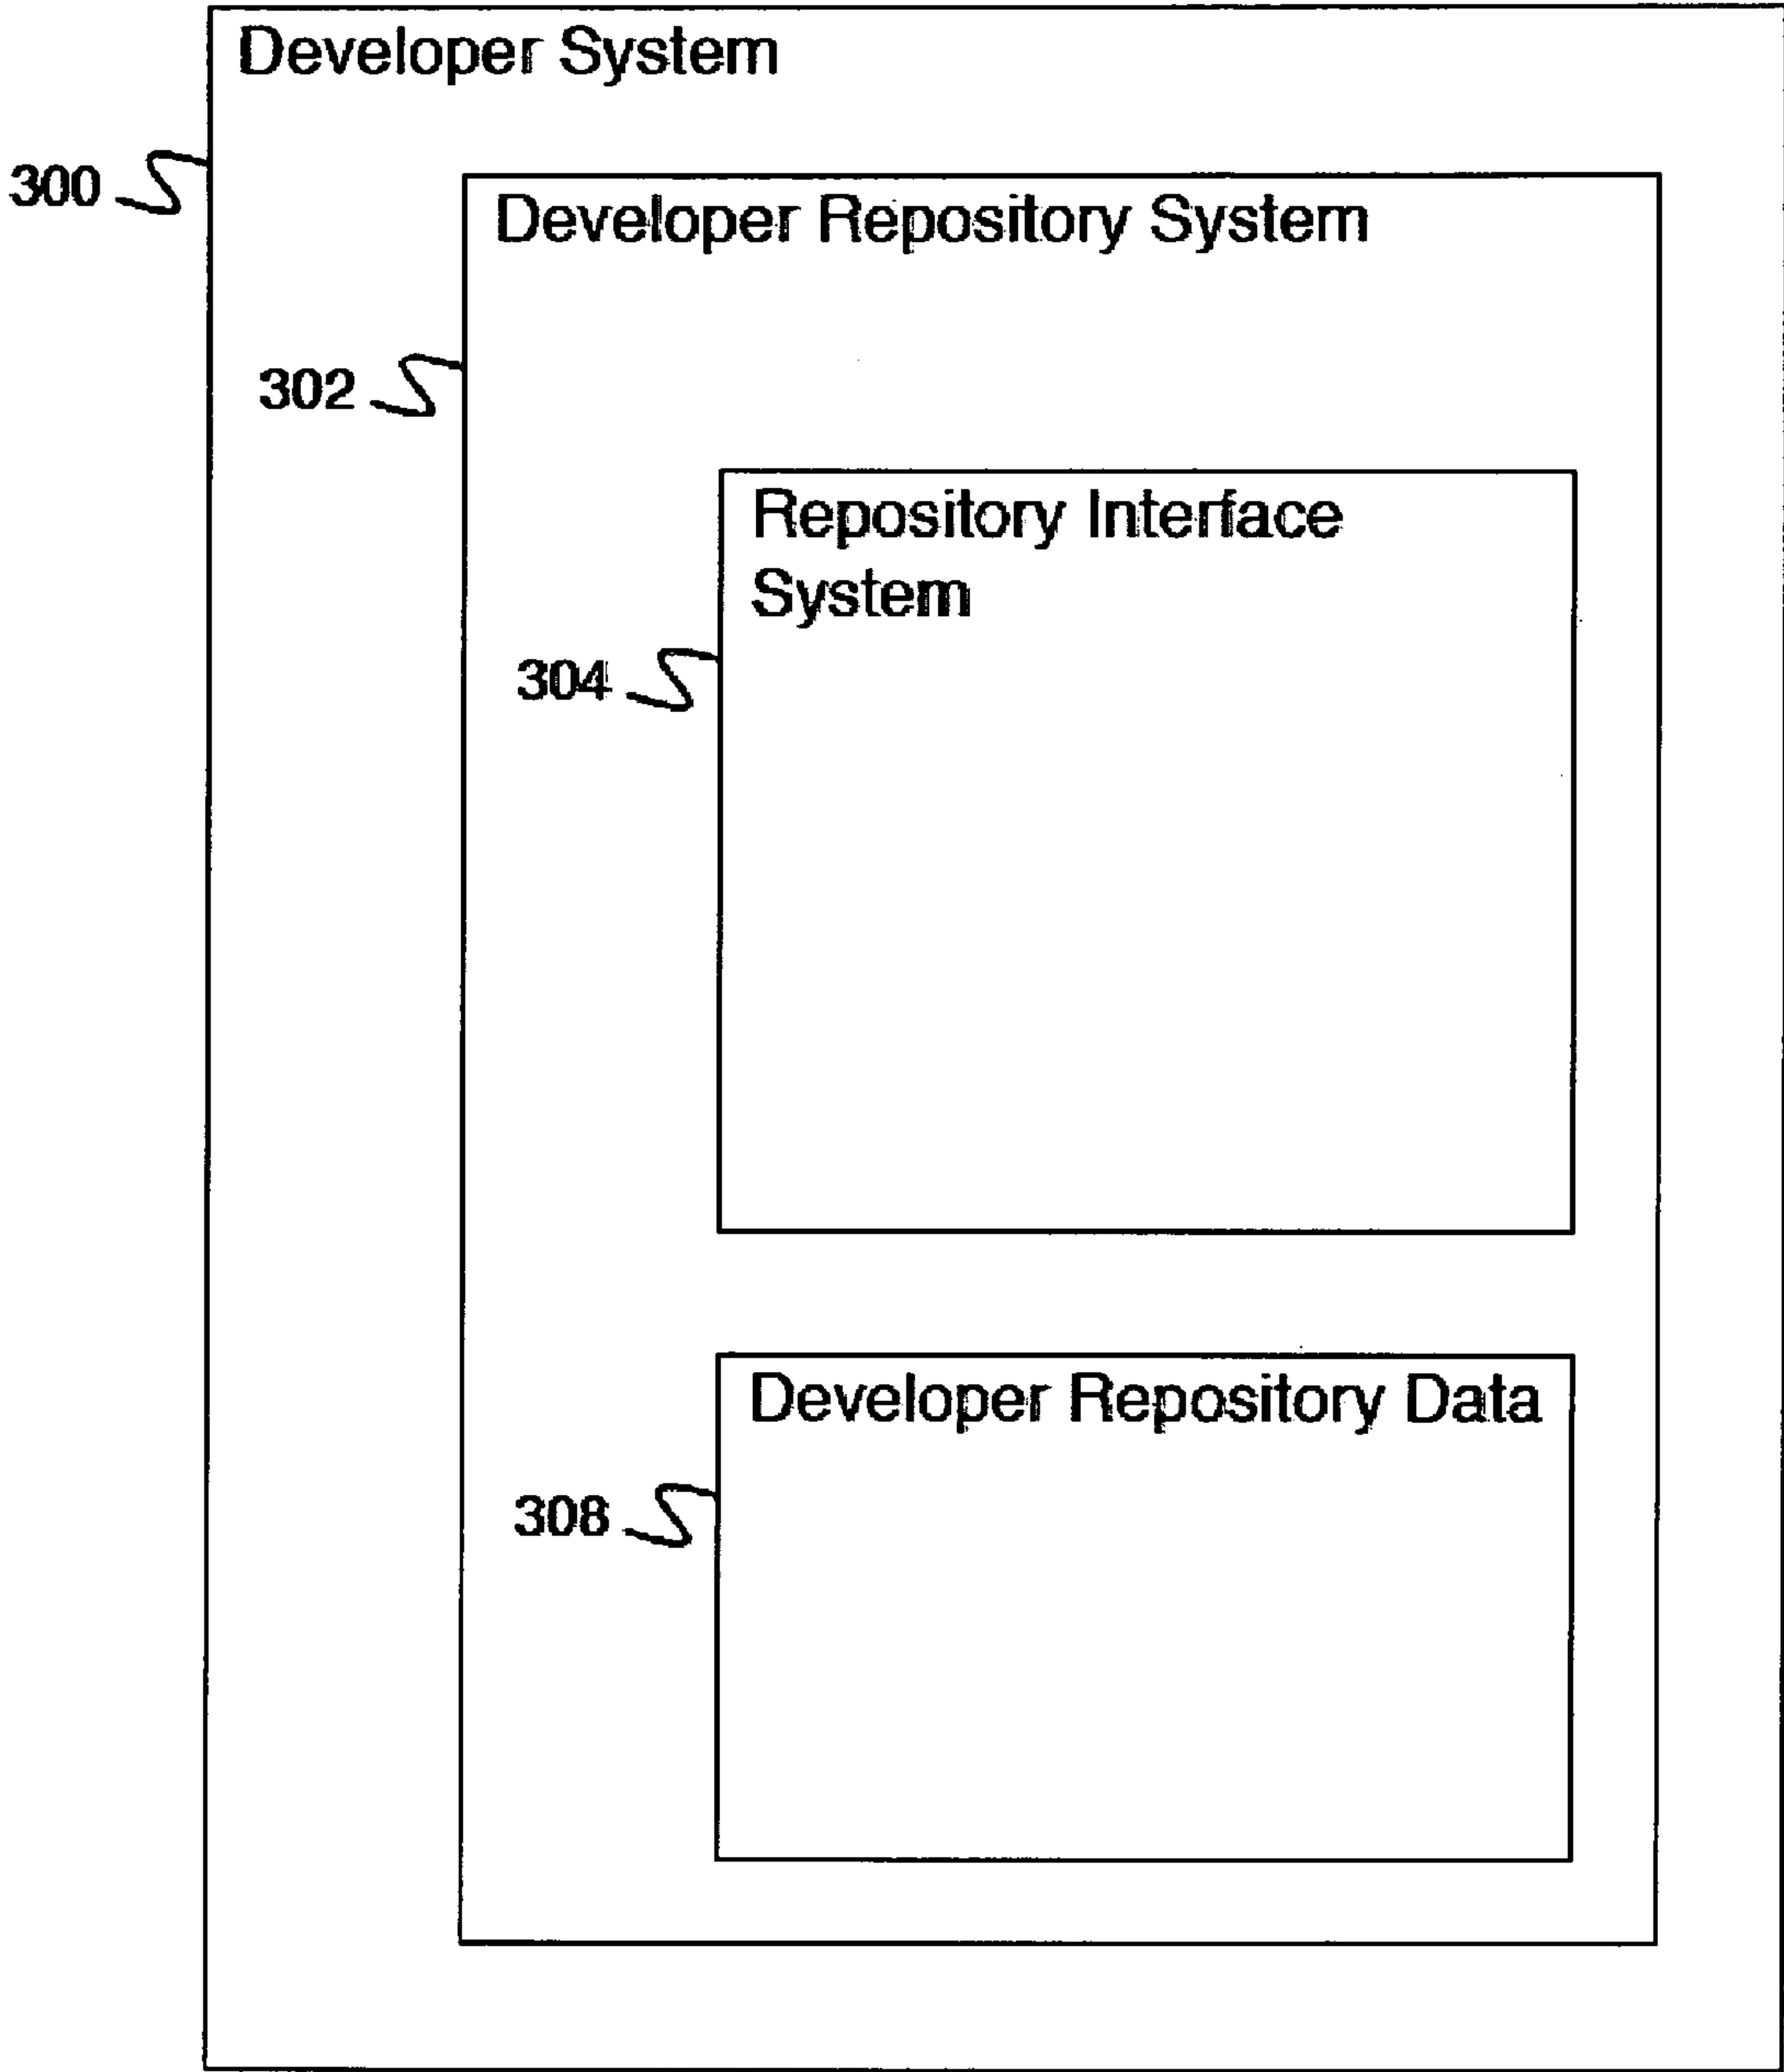 Developer System
300
Developer Repository System
302
Repository Interface
System
304
Developer Repository Data
308